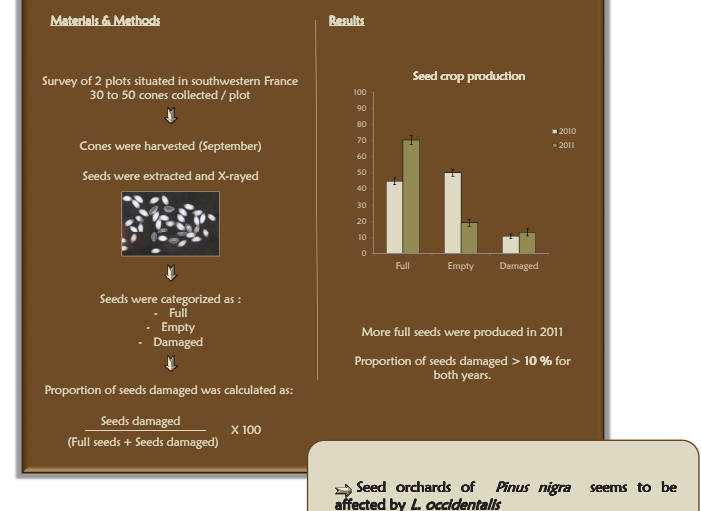 Materials & Methods
Survey of 2 plots situated in southwestern France
30 to 50 cones collected / plot
Cones were harvested (September)
Seeds were extracted and X-rayed
Seeds were categorized as :
- Full
- Empty
- Damaged
Proportion of seeds damaged was calculated as:
Seeds damaged
(Full seeds + Seeds damaged)
X 100
Results
Seed crop production
100
90
80
70
60
50
40
30
20
10
0
Full Empty Damaged
2010
2011
More full seeds were produced in 2011
Proportion of seeds damaged > 10 % for
both years.
Seed orchards of Pinus nigra seems to be
affected by L. occidentalis